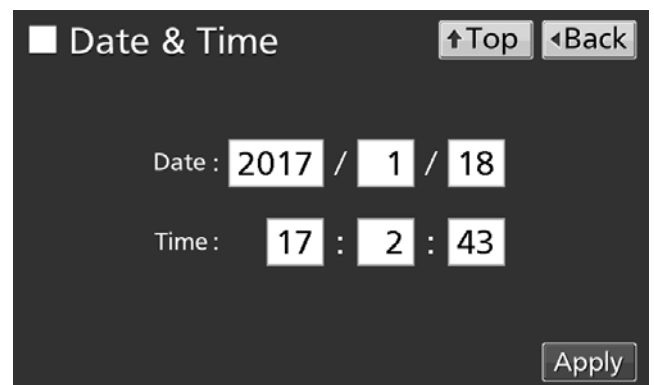 Date & Time ↑Top ◂Back
Date : 2017 / 1 / 18
Time : 17 : 2 : 43
Apply